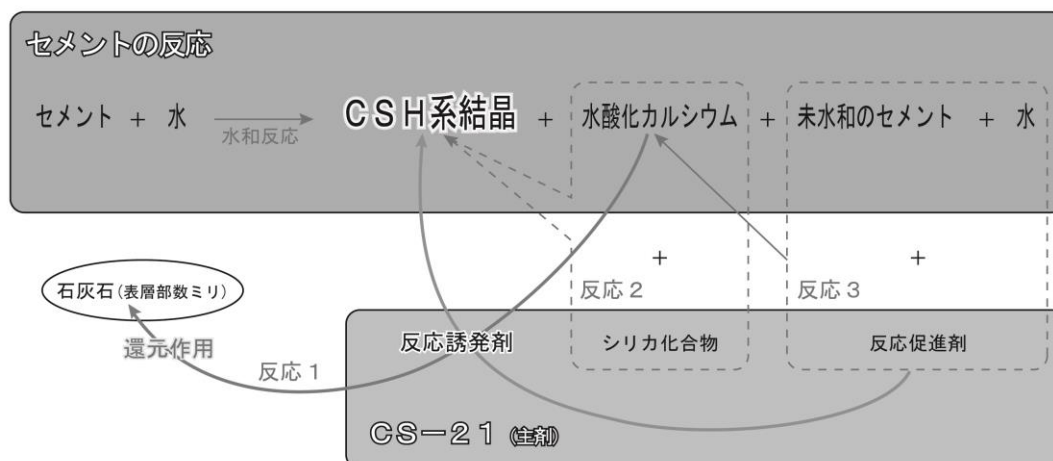 セメントの反応
セメント + 水 水和反応 CSH系結晶 + 水酸化カルシウム + 未水和のセメント + 水
+ +
石灰石(表層部数ミリ) 反応2 反応3
還元作用 反応誘発剤 シリカ化合物 反応促進剤
反応1
CS-21(主剤)